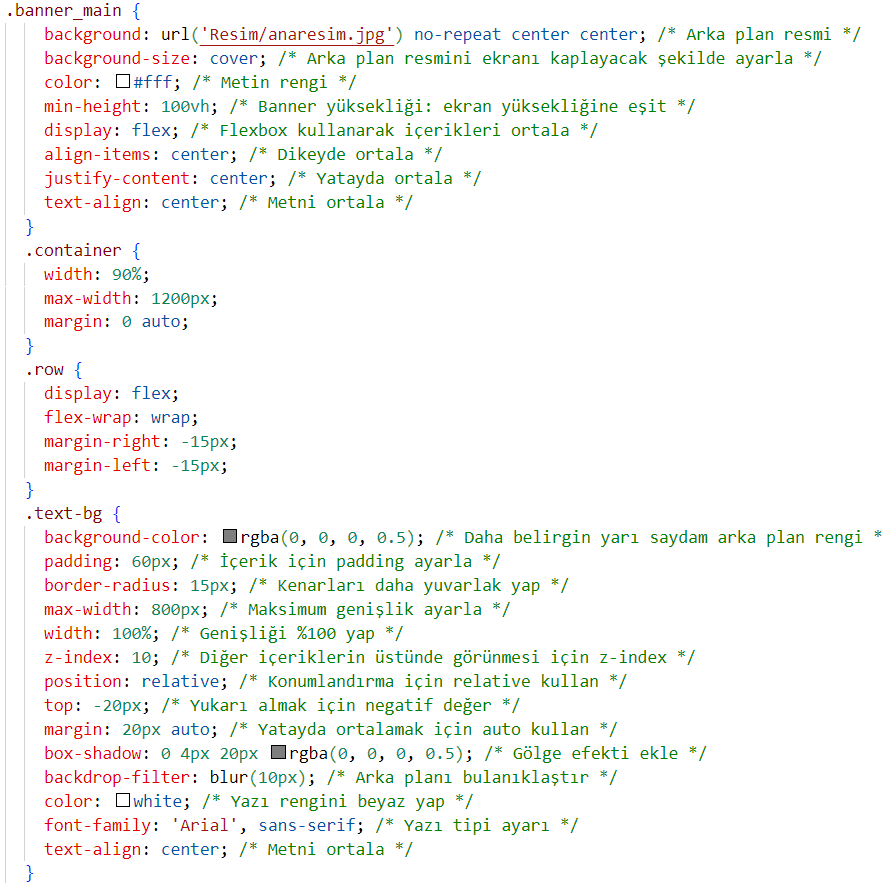 .banner_main {
background: url('Resim/anaresim.jpg') no-repeat center center; /* Arka plan resmi */
background-size: cover; /* Arka plan resmini ekranı kaplayacak şekilde ayarla */
color: #fff; /* Metin rengi */
min-height: 100vh; /* Banner yüksekliği: ekran yüksekliğine eşit */
display: flex; /* Flexbox kullanarak içerikleri ortala */
align-items: center; /* Dikeyde ortala */
justify-content: center; /* Yatayda ortala */
text-align: center; /* Metni ortala */
}
.container {
width: 90%;
max-width: 1200px;
margin: 0 auto;
}
.row {
display: flex;
flex-wrap: wrap;
margin-right: -15px;
margin-left: -15px;
}
.text-bg {
background-color: rgba(0, 0, 0, 0.5); /* Daha belirgin yarı saydam arka plan rengi *
padding: 60px; /* İçerik için padding ayarla */
border-radius: 15px; /* Kenarları daha yuvarlak yap */
max-width: 800px; /* Maksimum genişlik ayarla */
width: 100%; /* Genişliği %100 yap */
z-index: 10; /* Diğer içeriklerin üstünde görünmesi için z-index */
position: relative; /* Konumlandırma için relative kullan */
top: -20px; /* Yukarı almak için negatif değer */
margin: 20px auto; /* Yatayda ortalamak için auto kullan */
box-shadow: 0 4px 20px rgba(0, 0, 0, 0.5); /* Gölge efekti ekle */
backdrop-filter: blur(10px); /* Arka planı bulanıklaştır */
color: white; /* Yazı rengini beyaz yap */
font-family: 'Arial', sans-serif; /* Yazı tipi ayarı */
text-align: center; /* Metni ortala */
}